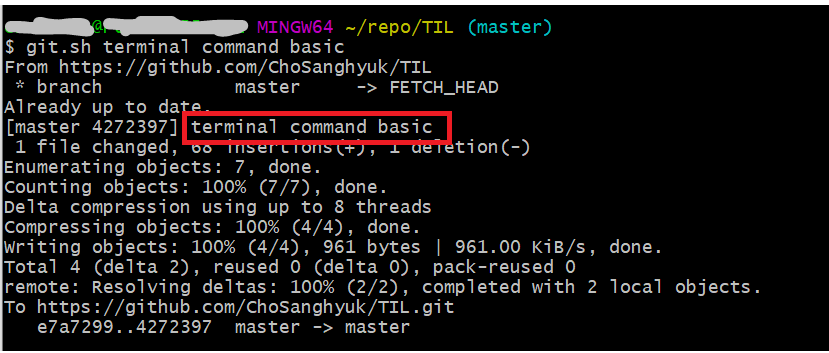 @ MINGW64 ~/repo/TIL (master)
$ git.sh terminal command basic
From https://github.com/ChoSanghyuk/TIL
 * branch            master     -> FETCH_HEAD
Already up to date.
[master 4272397] terminal command basic
 1 file changed, 68 insertions(+), 1 deletion(-)
Enumerating objects: 7, done.
Counting objects: 100% (7/7), done.
Delta compression using up to 8 threads
Compressing objects: 100% (4/4), done.
Writing objects: 100% (4/4), 961 bytes | 961.00 KiB/s, done.
Total 4 (delta 2), reused 0 (delta 0), pack-reused 0
remote: Resolving deltas: 100% (2/2), completed with 2 local objects.
To https://github.com/ChoSanghyuk/TIL.git
   e7a7299..4272397  master -> master